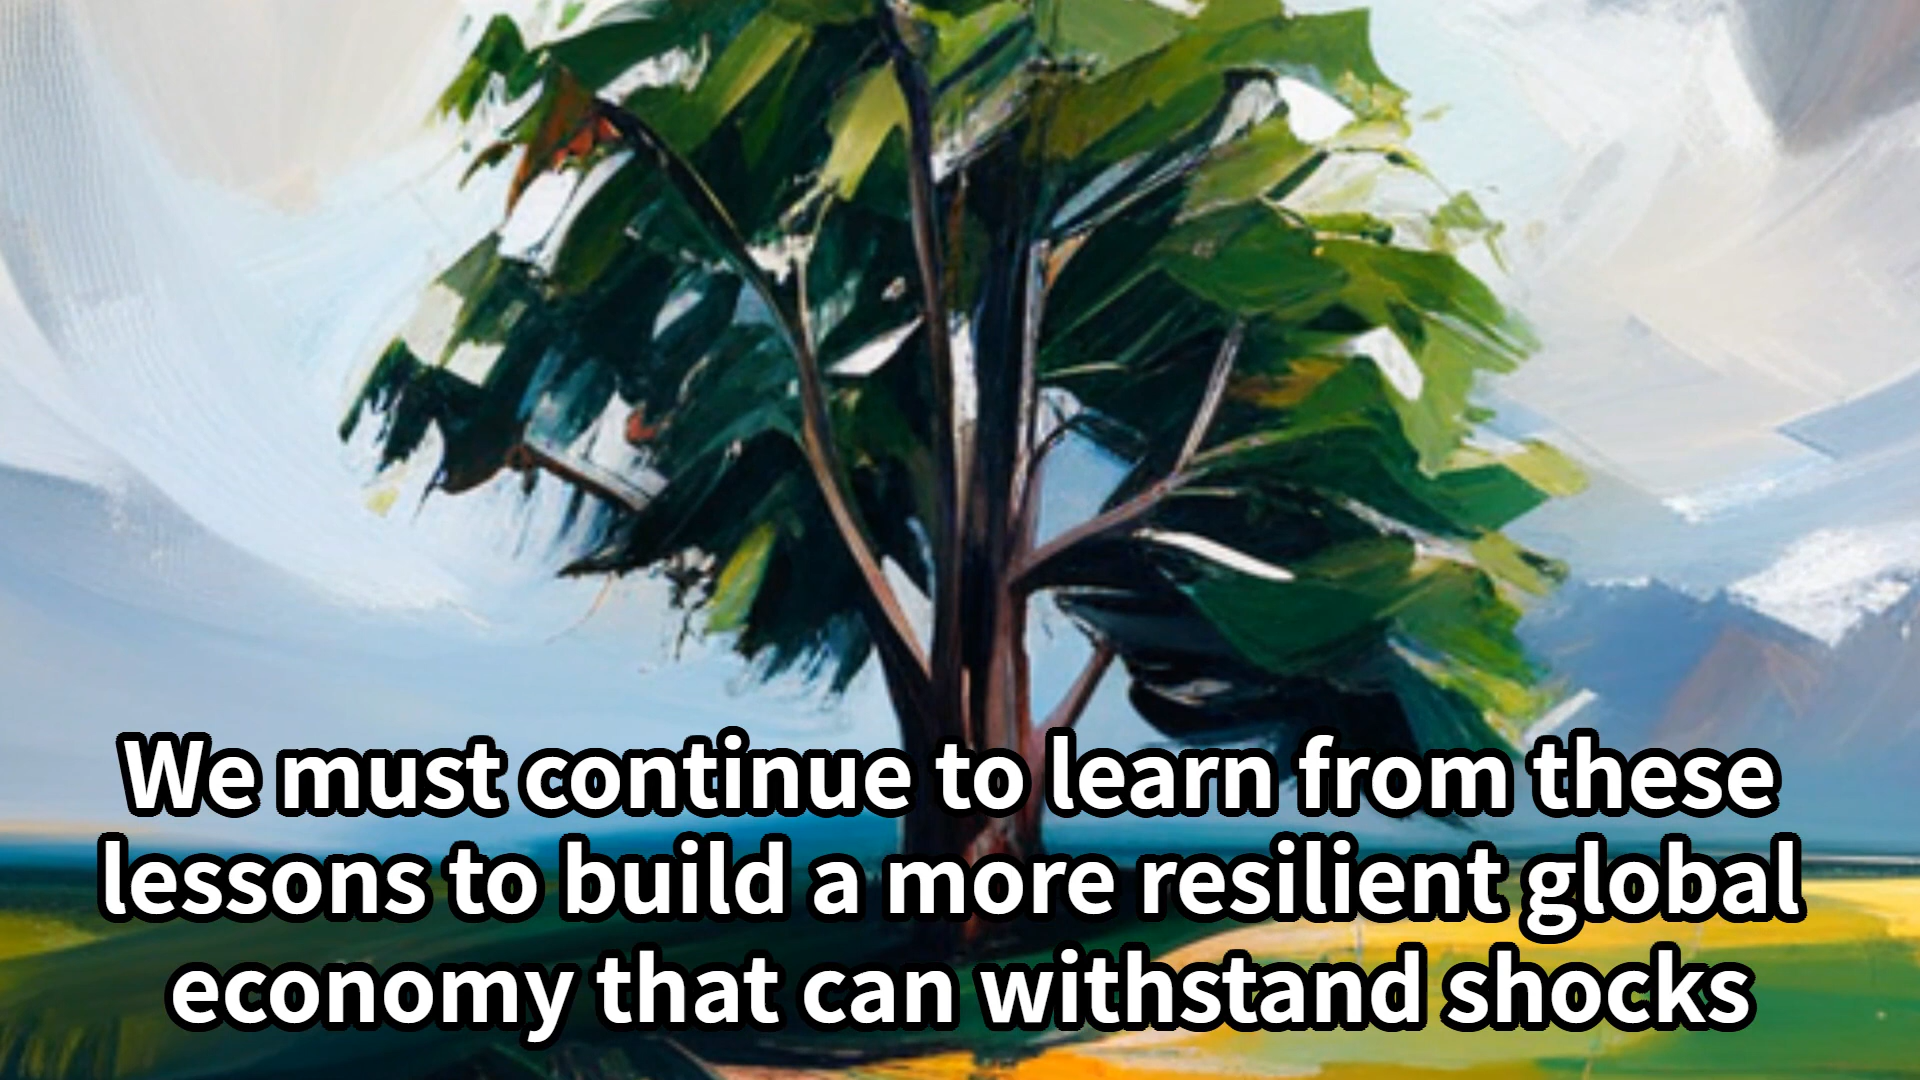 We must continue to learn from these
lessons to build a more resilient global
economy that can withstand shocks